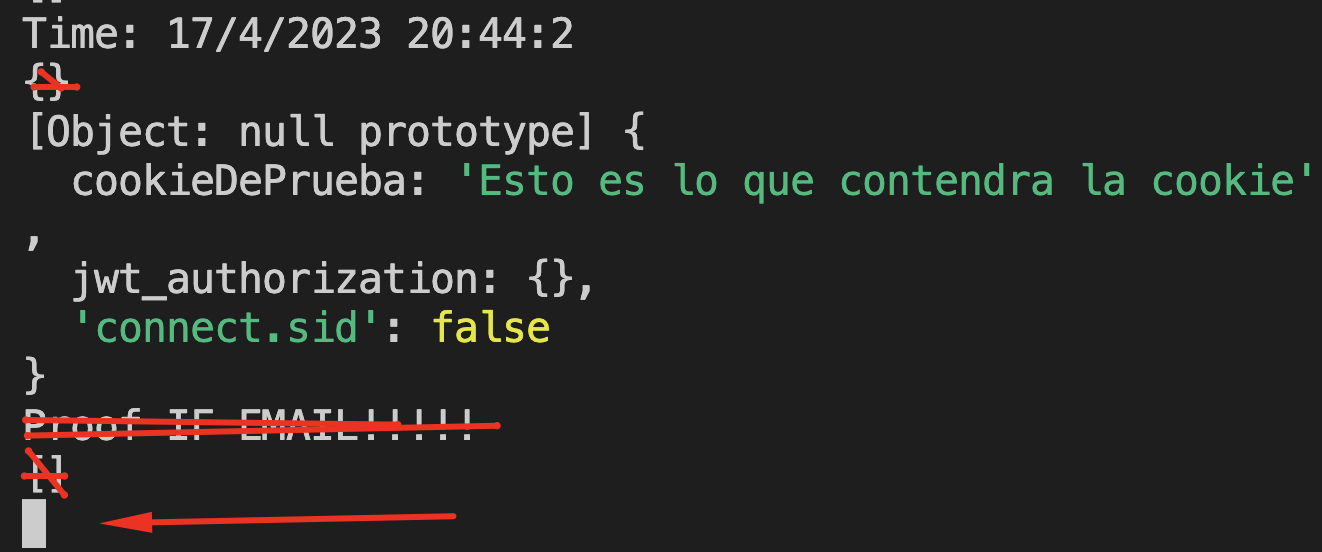 Time: 17/4/2023 20:44:2
{}
[Object: null prototype] {
  cookieDePrueba: 'Esto es lo que contendra la cookie'
,
  jwt_authorization: {},
  'connect.sid': false
}
Proof IF EMAIL!!!!!
[]